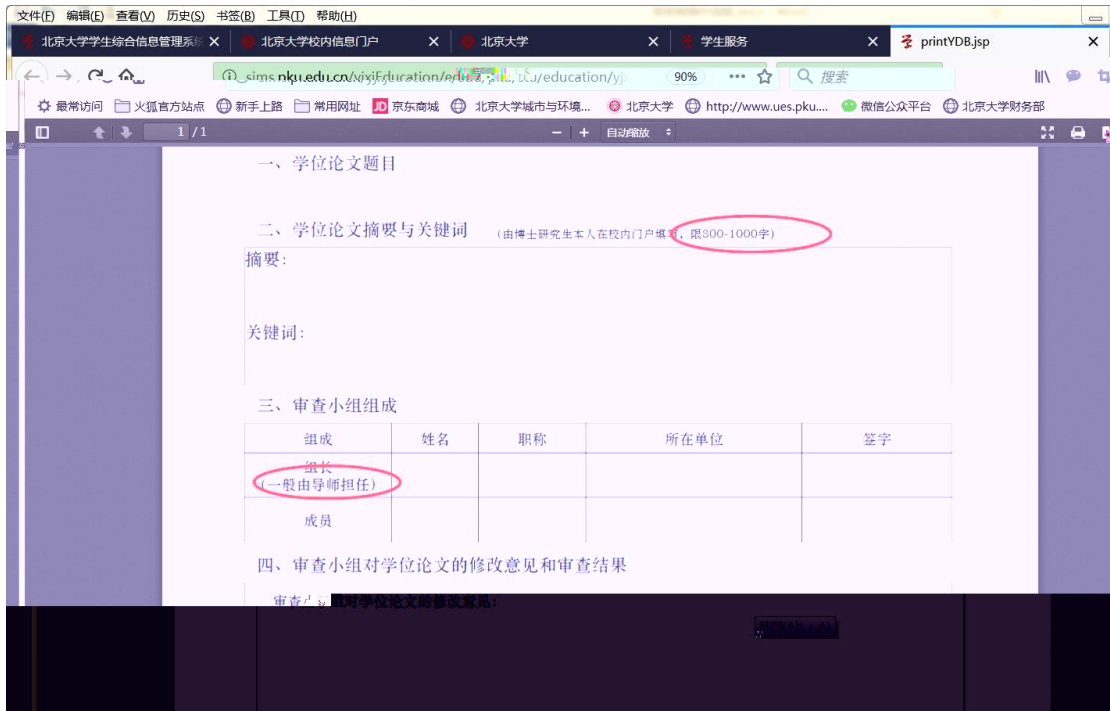 文件(F) 编辑(E) 查看(V) 历史(S) 书签(B) 工具(T) 帮助(H)
北京大学学生综合信息管理系统 北京大学校内信息门户 北京大学 学生服务 printYDB.jsp
sims.pku.edu.cn 90% 搜索
最常访问 火狐官方站点 新手上路 常用网址 JD 京东商城 北京大学城市与环境... 北京大学 http://www.ues.pku.... 微信公众平台 北京大学财务部
1 / 1 自动缩放
一、学位论文题目
二、学位论文摘要与关键词 (由博士研究生本人在校内门户填写, 限800-1000字)
摘要:
关键词:
三、审查小组组成
组成 姓名 职称 所在单位 签字
组长
(一般由导师担任)
成员
四、审查小组对学位论文的修改意见和审查结果
审查小组对学位论文的修改意见: